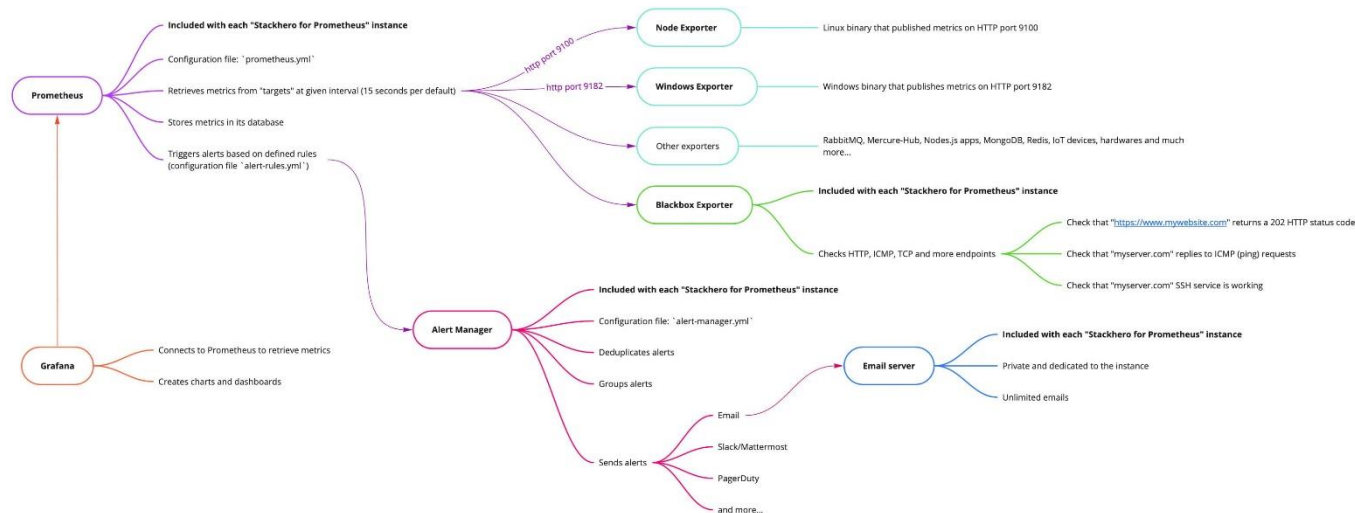 Prometheus
Included with each "Stackhero for Prometheus" instance
Configuration file: `prometheus.yml`
Retrieves metrics from "targets" at given interval (15 seconds per default)
Stores metrics in its database
Triggers alerts based on defined rules
(configuration file `alert-rules.yml`)
http port 9100
http port 9182
Node Exporter
Linux binary that published metrics on HTTP port 9100
Windows Exporter
Windows binary that publishes metrics on HTTP port 9182
Other exporters
RabbitMQ, Mercure-Hub, Nodes.js apps, MongoDB, Redis, IoT devices, hardwares and much
more...
Blackbox Exporter
Included with each "Stackhero for Prometheus" instance
Checks HTTP, ICMP, TCP and more endpoints
Check that "https://www.mywebsite.com" returns a 202 HTTP status code
Check that "myserver.com" replies to ICMP (ping) requests
Check that "myserver.com" SSH service is working
Alert Manager
Included with each "Stackhero for Prometheus" instance
Configuration file: `alert-manager.yml`
Deduplicates alerts
Groups alerts
Sends alerts
Email
Slack/Mattermost
PagerDuty
and more...
Email server
Included with each "Stackhero for Prometheus" instance
Private and dedicated to the instance
Unlimited emails
Grafana
Connects to Prometheus to retrieve metrics
Creates charts and dashboards